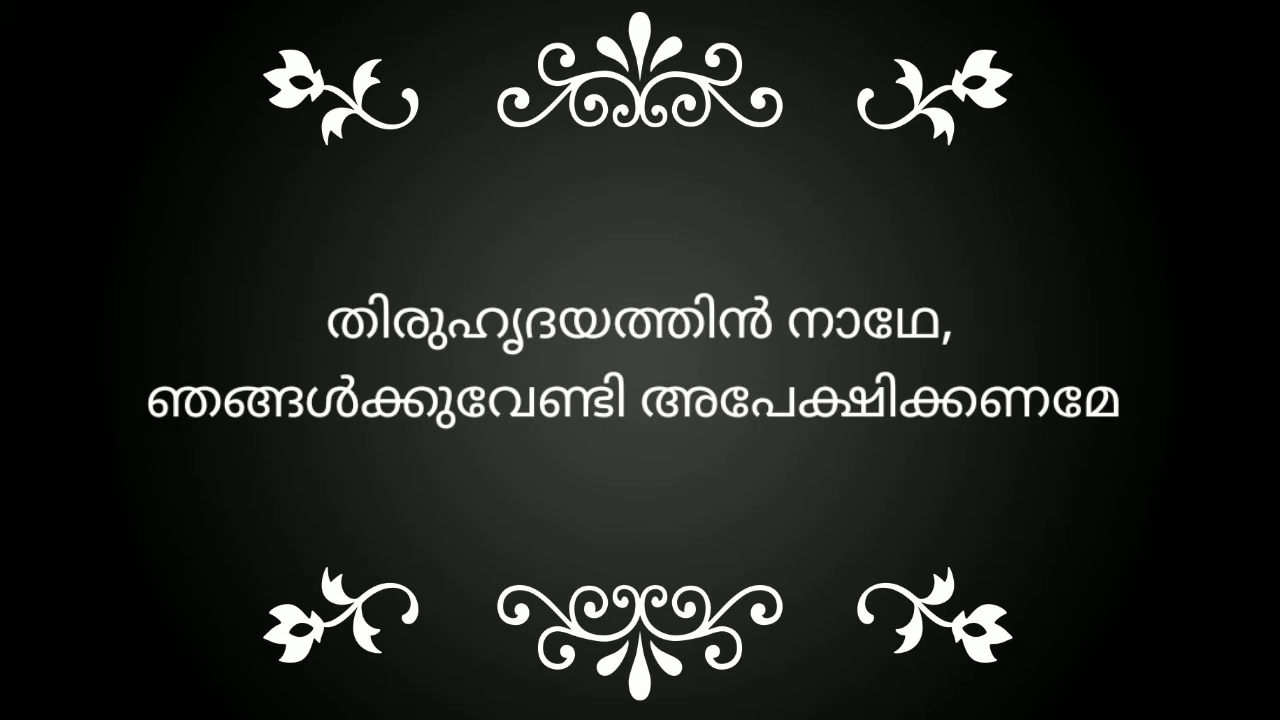 തിരുഹൃദയത്തിൻ നാഥേ,
ഞങ്ങൾക്കുവേണ്ടി അപേക്ഷിക്കണമേ